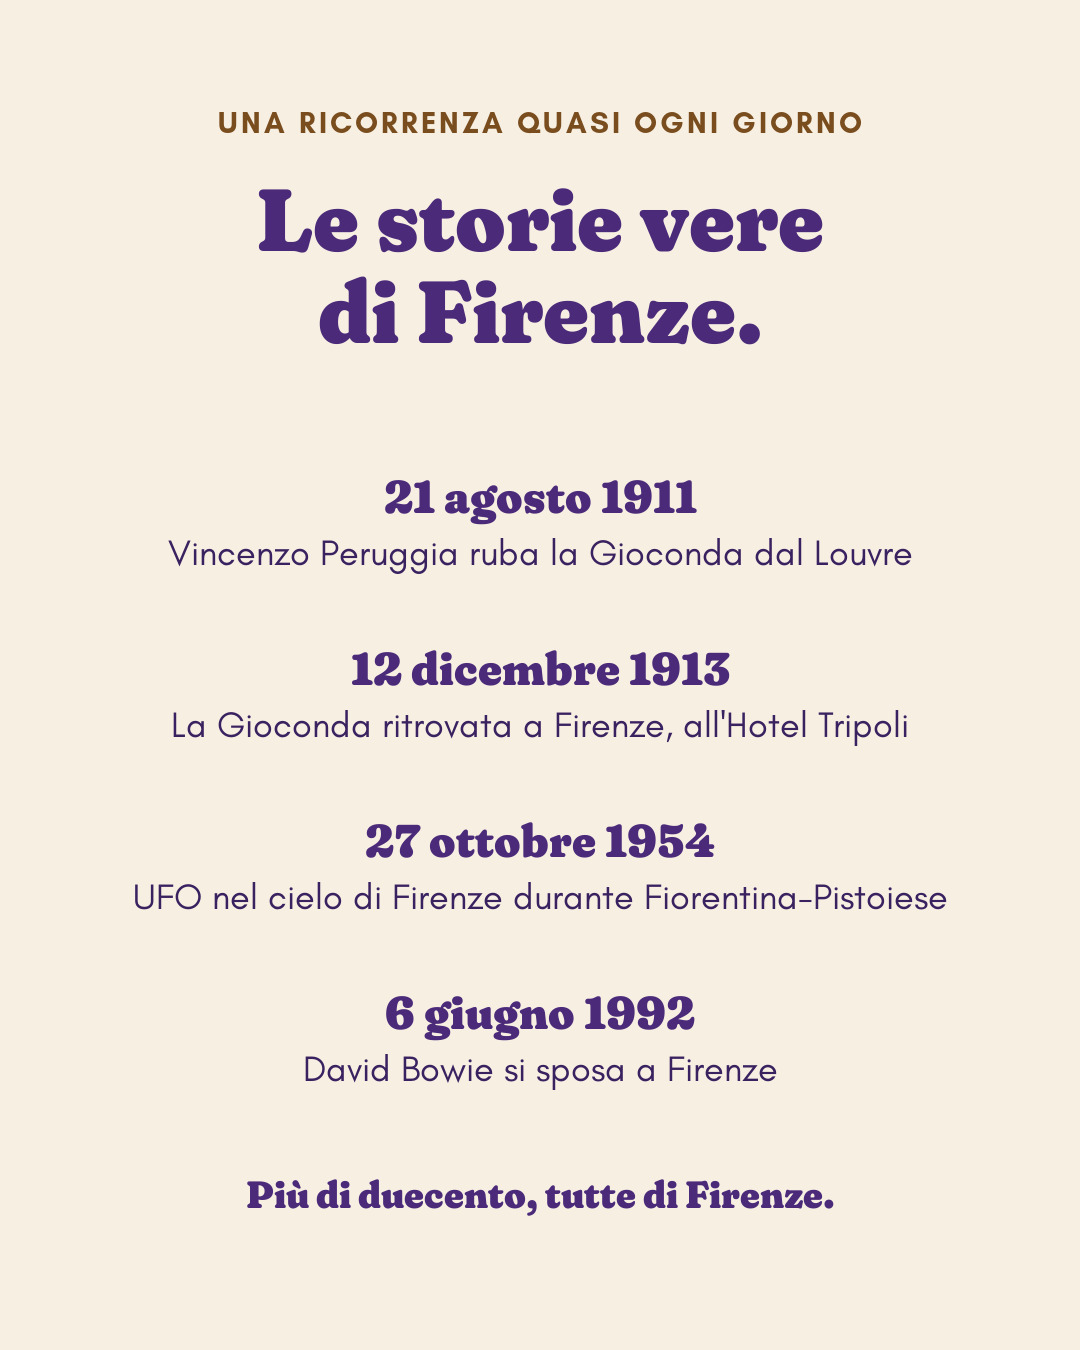 UNA RICORRENZA QUASI OGNI GIORNO
Le storie vere
di Firenze.
21 agosto 1911
Vincenzo Peruggia ruba la Gioconda dal Louvre
12 dicembre 1913
La Gioconda ritrovata a Firenze, all'Hotel Tripoli
27 ottobre 1954
UFO nel cielo di Firenze durante Fiorentina-Pistoiese
6 giugno 1992
David Bowie si sposa a Firenze
Più di duecento, tutte di Firenze.